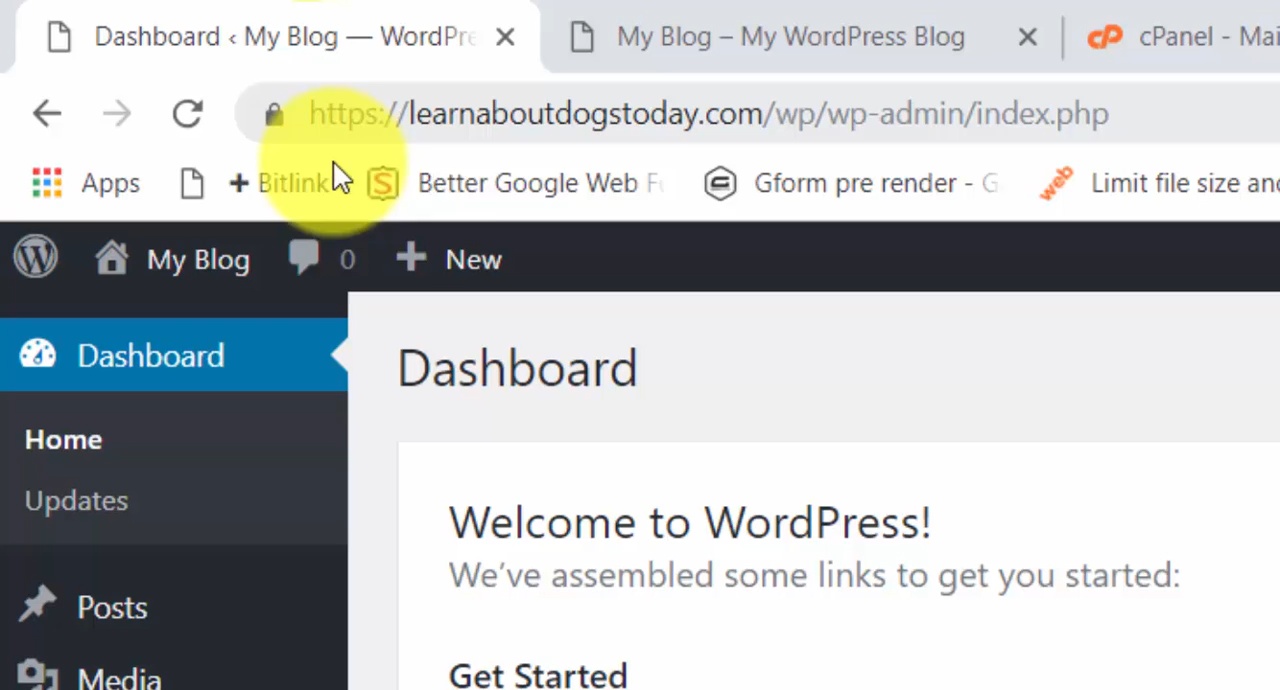 Dashboard ‹ My Blog — WordPre
My Blog – My WordPress Blog
cPanel - Mai
https://learnaboutdogstoday.com/wp/wp-admin/index.php
Apps
Bitlink
Better Google Web F
Gform pre render - G
Limit file size and
My Blog
0
New
Dashboard
Home
Updates
Posts
Media
Dashboard
Welcome to WordPress!
We’ve assembled some links to get you started:
Get Started